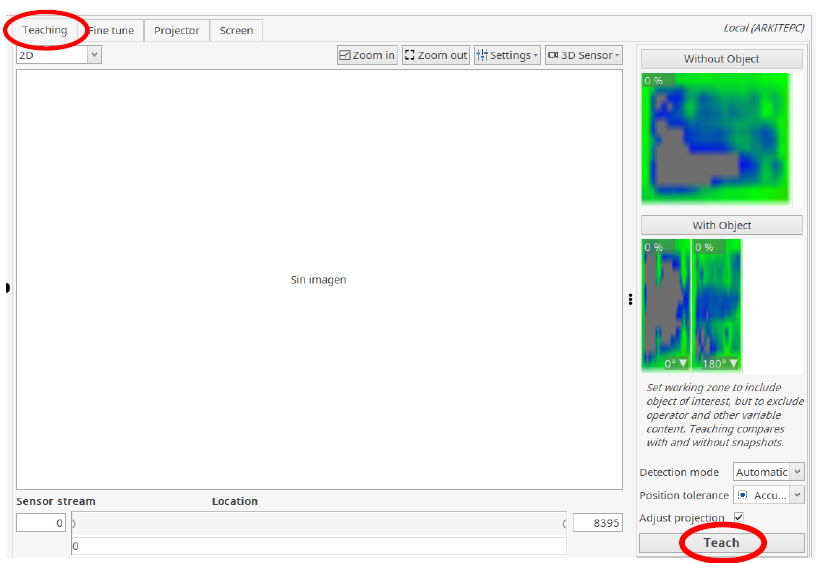 Teaching Fine tune Projector Screen Local (ARKITEPC)
2D Zoom in Zoom out Settings 3D Sensor
Without Object
0 %
With Object
0 % 0 %
Sin imagen
0° ▼ 180° ▼
Set working zone to include
object of interest, but to exclude
operator and other variable
content. Teaching compares
with and without snapshots.
Detection mode Automatic
Position tolerance Accu...
Adjust projection
Teach
Sensor stream Location
0 8395
0